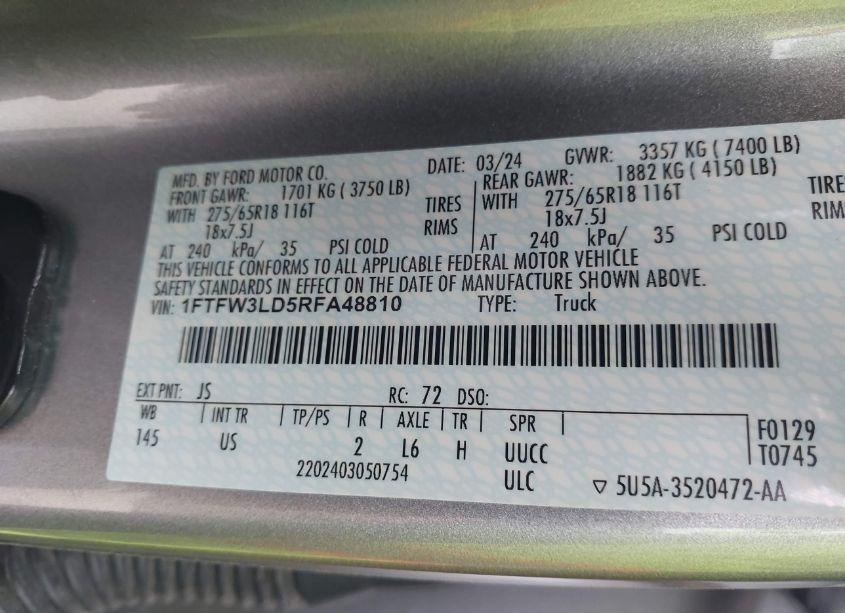 MFD. BY FORD MOTOR CO. DATE: 03/24 GVWR: 3357 KG ( 7400 LB)
FRONT GAWR: 1701 KG ( 3750 LB) REAR GAWR: 1882 KG ( 4150 LB)
WITH 275/65R18 116T TIRES WITH 275/65R18 116T TIRES
18x7.5J RIMS 18x7.5J RIMS
AT 240 kPa/ 35 PSI COLD AT 240 kPa/ 35 PSI COLD
THIS VEHICLE CONFORMS TO ALL APPLICABLE FEDERAL MOTOR VEHICLE
SAFETY STANDARDS IN EFFECT ON THE DATE OF MANUFACTURE SHOWN ABOVE.
VIN: 1FTFW3LD5RFA48810 TYPE: Truck
EXT PNT: JS RC: 72 DSO:
WB INT TR TP/PS R AXLE TR SPR F0129
145 US 2 L6 H UUCC T0745
2202403050754 ULC ▽ 5U5A-3520472-AA